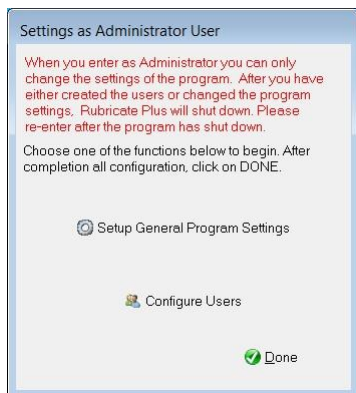 Settings as Administrator User
When you enter as Administrator you can only
change the settings of the program. After you have
either created the users or changed the program
settings, Rubricate Plus will shut down. Please
re-enter after the program has shut down.
Choose one of the functions below to begin. After
completion all configuration, click on DONE.
Setup General Program Settings
Configure Users
Done